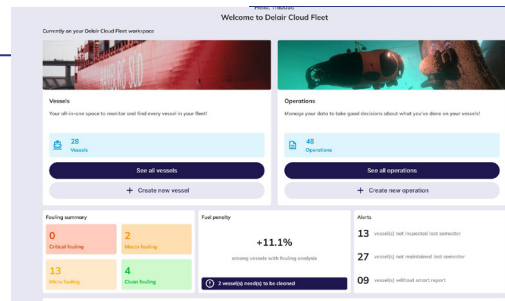 Welcome to Delair Cloud Fleet
Currently on your Delair Cloud Fleet workspace
Vessels
Your all-in-one space to monitor and find every vessel in your fleet!
28
Vessels
See all vessels
+ Create new vessel
Operations
Manage your data to take good decisions about what you've done on your vessels!
48
Operations
See all operations
+ Create new operation
Fouling summary
0
Critical fouling
2
Macro fouling
13
Micro fouling
4
Clean fouling
Fuel penalty
+11.1%
among vessels with fouling analysis
2 vessel(s) need(s) to be cleaned
Alerts
13 vessel(s) not inspected last semester
27 vessel(s) not maintained last semester
09 vessel(s) without smart report